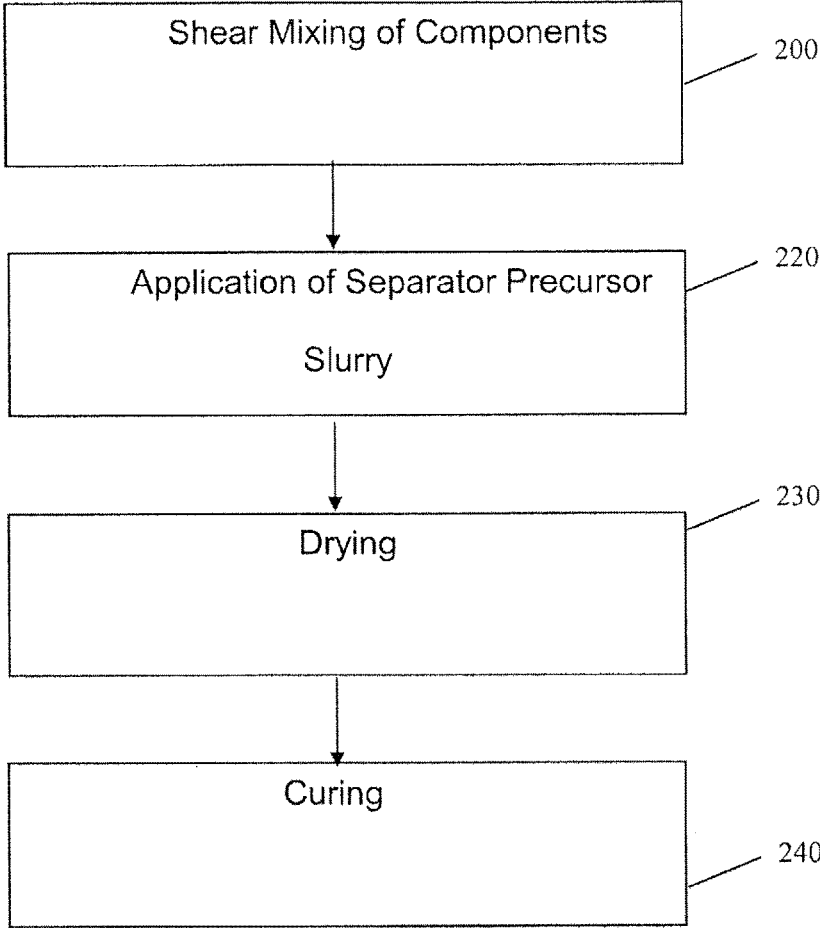 Shear Mixing of Components
200
Application of Separator Precursor
220
Slurry
Drying
230
Curing
240